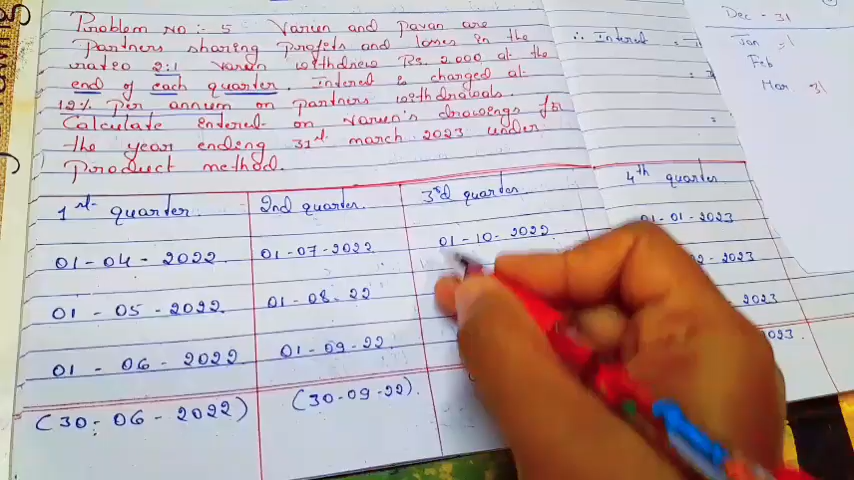 Problem No :- 5 Varun and Pavan are
Partners sharing Profits and losses in the
ratio 2:1 Varun withdrew Rs. 2,000 at the
end of each quarter. Interest is charged at
12% Per annum on partners withdrawals.
Calculate interest on varun's drawings for
the year ending 31st march 2023 under
Product method.
∴ Interest =
=
=
Dec - 31
Jan
Feb
Mar 31
1st quarter 2nd quarter 3rd quarter 4th quarter
01-04-2022 01-07-2022 01-10-2022 01-01-2023
01-05-2022 01-08-22 02-2023
01-06-2022 01-09-22 2023
(30-06-2022) (30-09-22) 2023